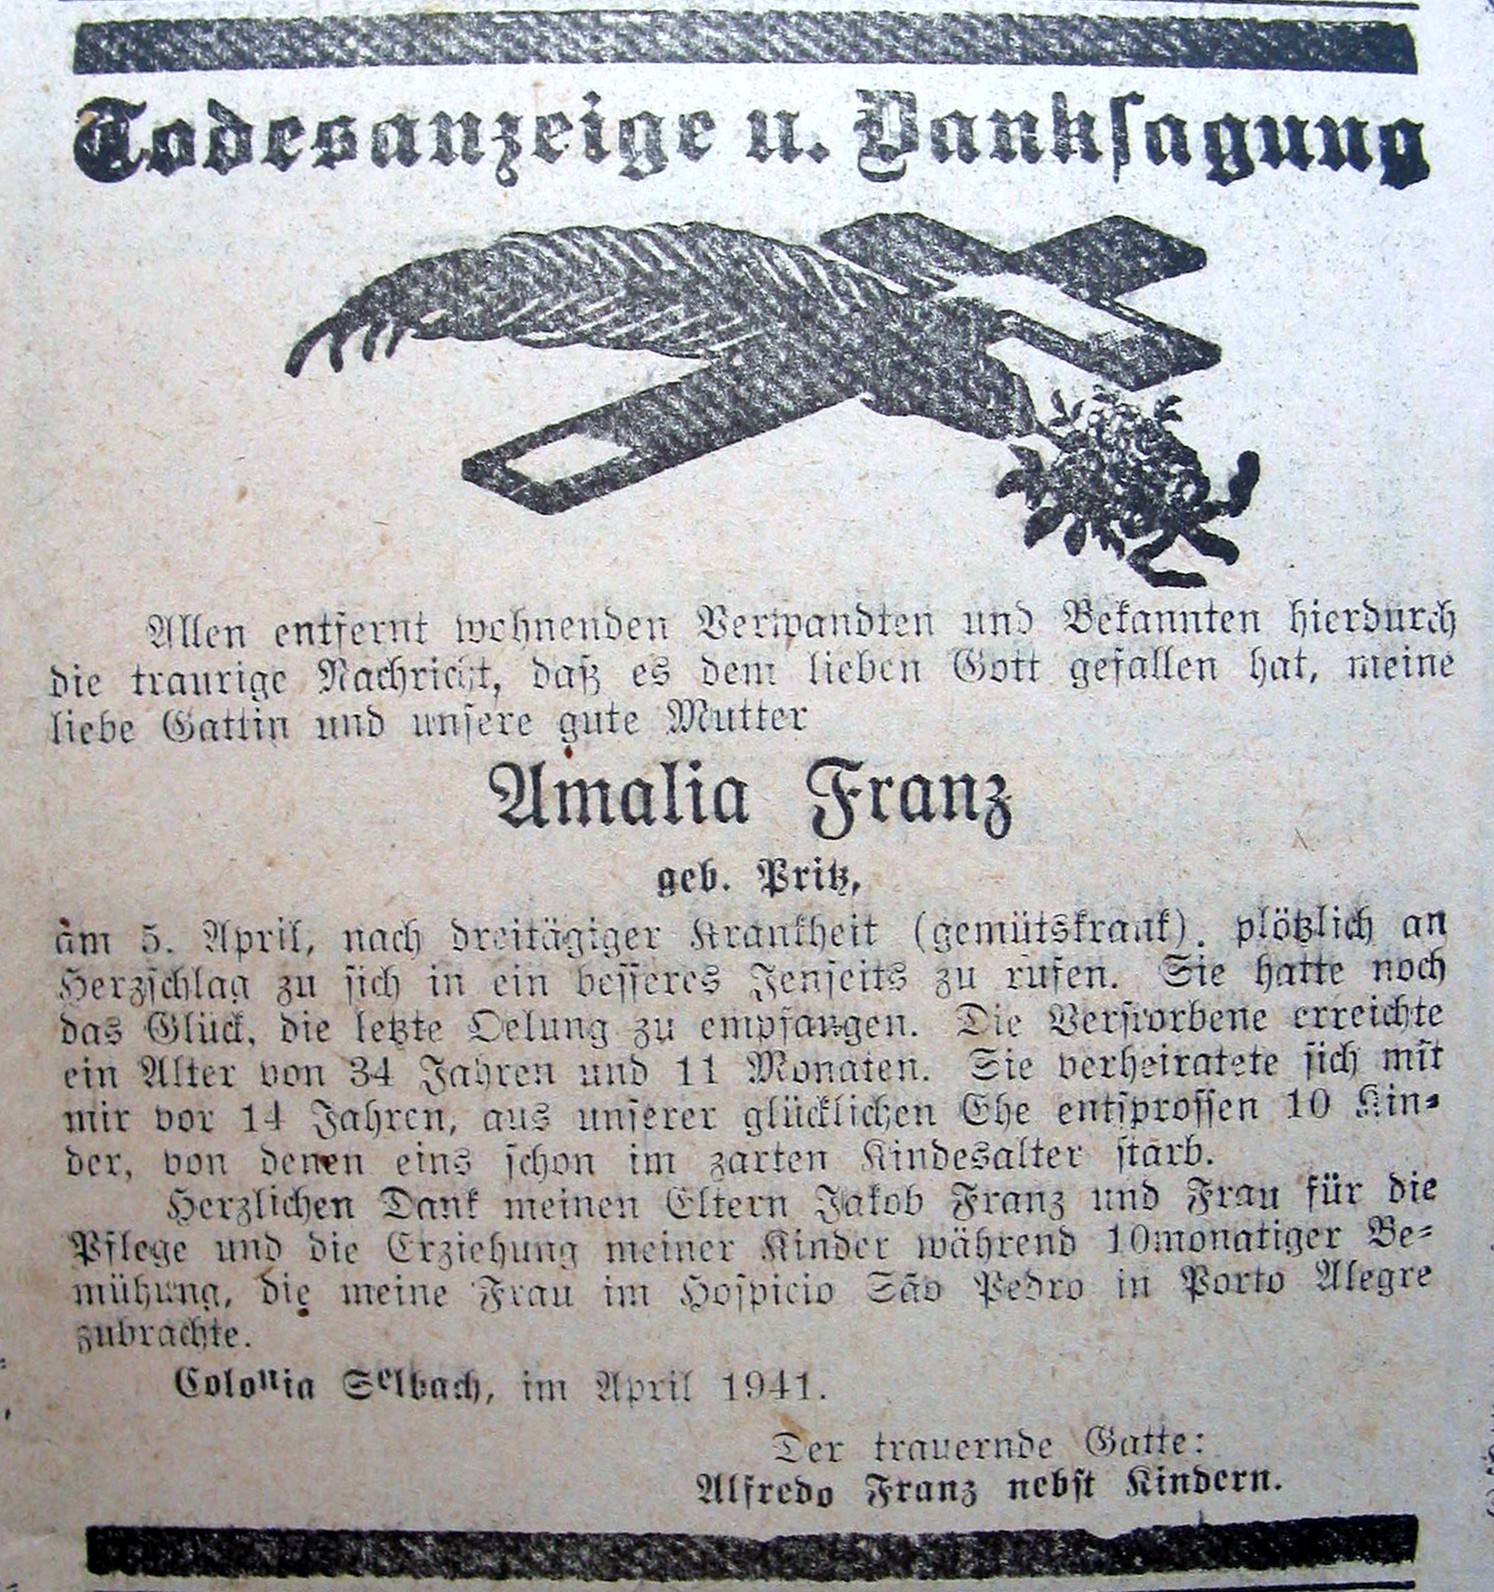 Todesanzeige u. Danksagung
Allen entfernt wohnenden Verwandten und Bekannten hierdurch
die traurige Nachricht, daß es dem lieben Gott gefallen hat, meine
liebe Gattin und unsere gute Mutter
Amalia Franz
geb. Pritz,
am 5. April, nach dreitägiger Krankheit (gemütskrank). plötzlich an
Herzschlag zu sich in ein besseres Jenseits zu rufen. Sie hatte noch
das Glück, die letzte Oelung zu empfangen. Die Verstorbene erreichte
ein Alter von 34 Jahren und 11 Monaten. Sie verheiratete sich mit
mir vor 14 Jahren, aus unserer glücklichen Ehe entsprossen 10 Kin-
der, von denen eins schon im zarten Kindesalter starb.
Herzlichen Dank meinen Eltern Jakob Franz und Frau für die
Pflege und die Erziehung meiner Kinder während 10monatiger Be-
mühung, die meine Frau im Hospicio São Pedro in Porto Alegre
zubrachte.
Colonia Selbach, im April 1941.
Der trauernde Gatte:
Alfredo Franz nebst Kindern.